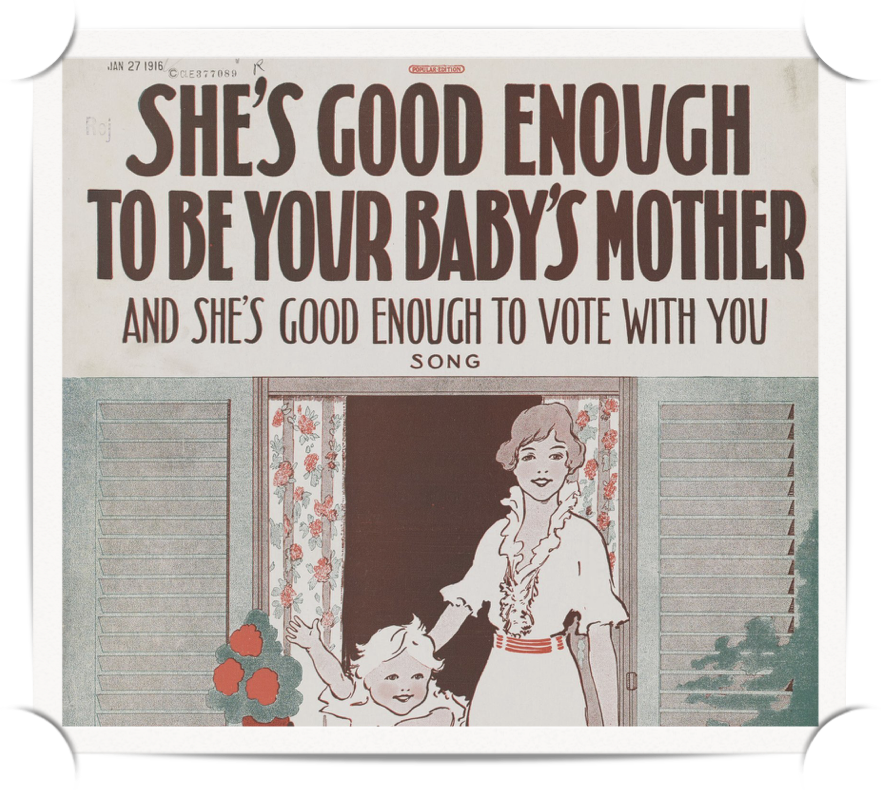 JAN 27 1916
© CLE377089 R
POPULAR EDITION
Roj
SHE'S GOOD ENOUGH
TO BE YOUR BABY'S MOTHER
AND SHE'S GOOD ENOUGH TO VOTE WITH YOU
SONG